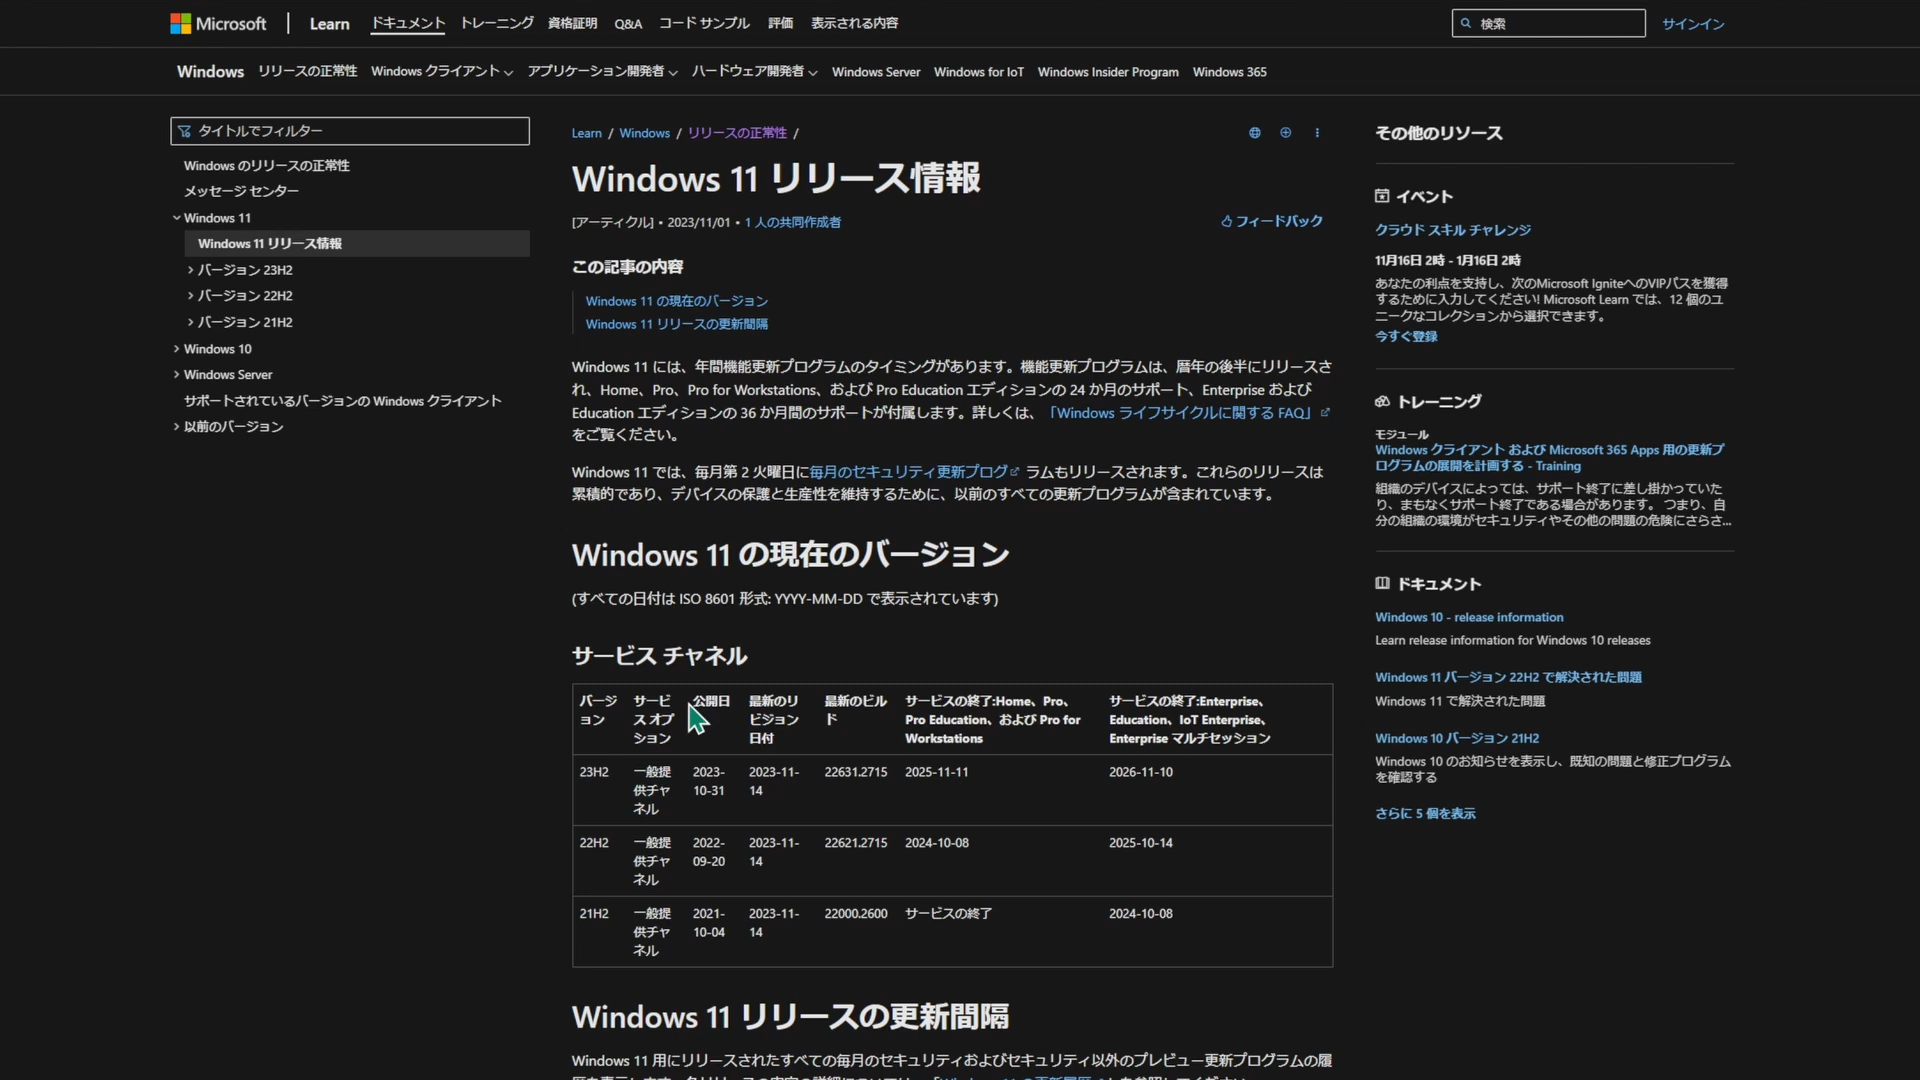 Microsoft Learn ドキュメント トレーニング 資格証明 Q&A コード サンプル 評価 表示される内容 検索 サインイン
Windows リリースの正常性 Windows クライアント アプリケーション開発者 ハードウェア開発者 Windows Server Windows for IoT Windows Insider Program Windows 365
タイトルでフィルター
Windows のリリースの正常性
メッセージ センター
Windows 11
Windows 11 リリース情報
バージョン 23H2
バージョン 22H2
バージョン 21H2
Windows 10
Windows Server
サポートされているバージョンの Windows クライアント
以前のバージョン
Learn / Windows / リリースの正常性 /
Windows 11 リリース情報
[アーティクル] • 2023/11/01 • 1 人の共同作成者
フィードバック
この記事の内容
Windows 11 の現在のバージョン
Windows 11 リリースの更新間隔
Windows 11 には、年間機能更新プログラムのタイミングがあります。機能更新プログラムは、暦年の後半にリリースさ
れ、Home、Pro、Pro for Workstations、および Pro Education エディションの 24 か月のサポート、Enterprise および
Education エディションの 36 か月間のサポートが付属します。詳しくは、「Windows ライフサイクルに関する FAQ」
をご覧ください。
Windows 11 では、毎月第 2 火曜日に毎月のセキュリティ更新プログ ラムもリリースされます。これらのリリースは
累積的であり、デバイスの保護と生産性を維持するために、以前のすべての更新プログラムが含まれています。
Windows 11 の現在のバージョン
(すべての日付は ISO 8601 形式: YYYY-MM-DD で表示されています)
サービス チャネル
バージ サービ 公開日 最新のリ 最新のビル サービスの終了:Home、Pro、 サービスの終了:Enterprise、
ョン ス オプ ビジョン ド Pro Education、および Pro for Education、IoT Enterprise、
ション 日付 Workstations Enterprise マルチセッション
23H2 一般提 2023- 2023-11- 22631.2715 2025-11-11 2026-11-10
供チャ 10-31 14
ネル
22H2 一般提 2022- 2023-11- 22621.2715 2024-10-08 2025-10-14
供チャ 09-20 14
ネル
21H2 一般提 2021- 2023-11- 22000.2600 サービスの終了 2024-10-08
供チャ 10-04 14
ネル
Windows 11 リリースの更新間隔
Windows 11 用にリリースされたすべての毎月のセキュリティおよびセキュリティ以外のプレビュー更新プログラムの履
その他のリソース
イベント
クラウド スキル チャレンジ
11月16日 2時 - 1月16日 2時
あなたの利点を支持し、次のMicrosoft IgniteへのVIPパスを獲得
するために入力してください! Microsoft Learn では、12 個のユ
ニークなコレクションから選択できます。
今すぐ登録
トレーニング
モジュール
Windows クライアント および Microsoft 365 Apps 用の更新プ
ログラムの展開を計画する - Training
組織のデバイスによっては、サポート終了に差し掛かっていた
り、まもなくサポート終了である場合があります。 つまり、自
分の組織の環境がセキュリティやその他の問題の危険にさらさ...
ドキュメント
Windows 10 - release information
Learn release information for Windows 10 releases
Windows 11 バージョン 22H2 で解決された問題
Windows 11 で解決された問題
Windows 10 バージョン 21H2
Windows 10 のお知らせを表示し、既知の問題と修正プログラム
を確認する
さらに 5 個を表示